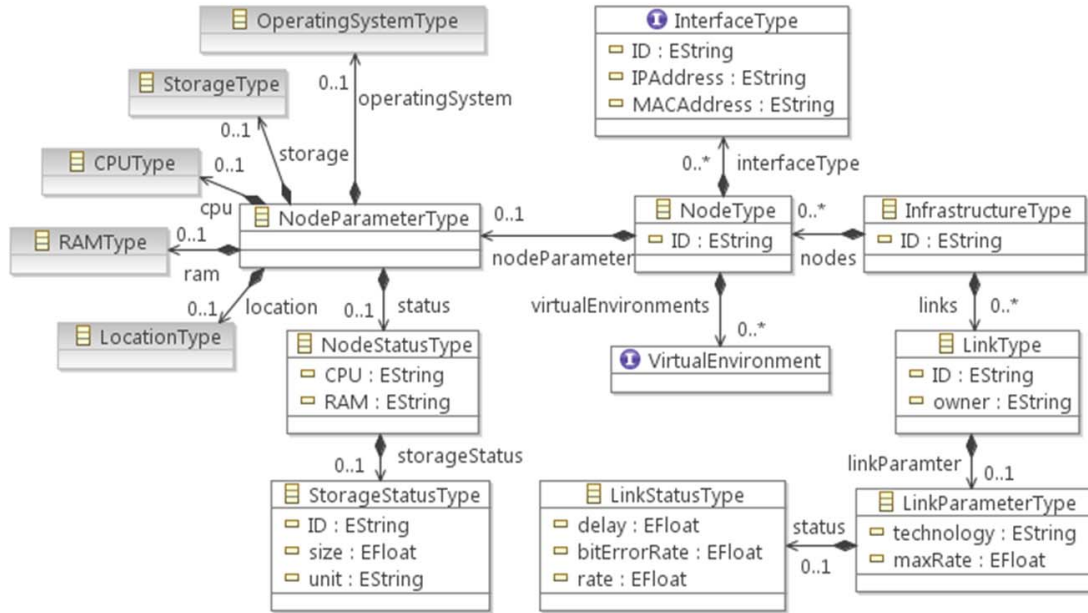 OperatingSystemType
0..1
operatingSystem
StorageType
0..1
storage
CPUType
0..1
cpu
RAMType
0..1
ram
LocationType
0..1
location
NodeParameterType
0..1
status
NodeStatusType
CPU : EString
RAM : EString
0..1
storageStatus
StorageStatusType
ID : EString
size : EFloat
unit : EString
I InterfaceType
ID : EString
IPAddress : EString
MACAddress : EString
0..*
interfaceType
NodeType
ID : EString
0..1
nodeParameter
virtualEnvironments
0..*
I VirtualEnvironment
InfrastructureType
ID : EString
0..*
nodes
links
0..*
LinkType
ID : EString
owner : EString
linkParamter
0..1
LinkParameterType
technology : EString
maxRate : EFloat
status
0..1
LinkStatusType
delay : EFloat
bitErrorRate : EFloat
rate : EFloat